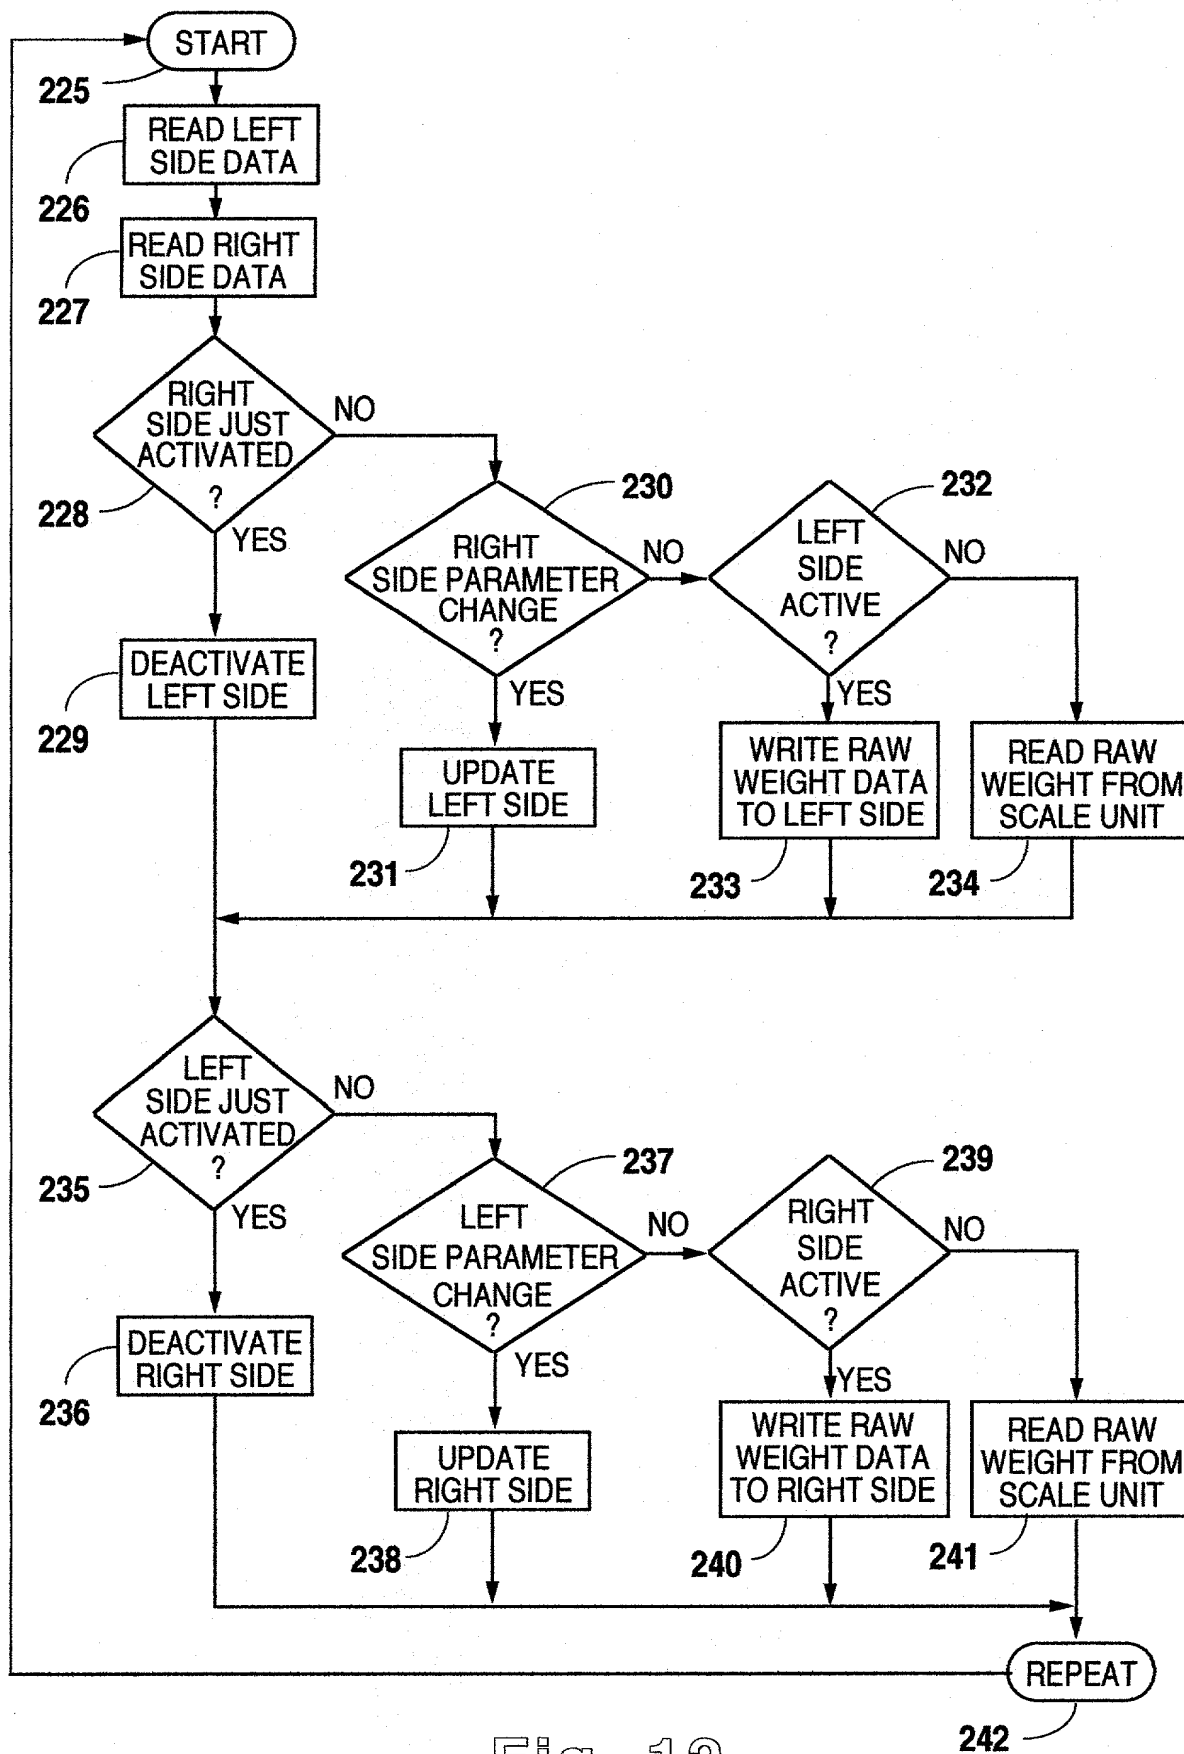 START
225
READ LEFT
SIDE DATA
226
READ RIGHT
SIDE DATA
227
RIGHT
SIDE JUST
ACTIVATED
?
NO
228
YES
230
RIGHT
SIDE PARAMETER
CHANGE
?
NO
232
LEFT
SIDE
ACTIVE
?
NO
DEACTIVATE
LEFT SIDE
229
YES
UPDATE
LEFT SIDE
231
YES
WRITE RAW
WEIGHT DATA
TO LEFT SIDE
233
READ RAW
WEIGHT FROM
SCALE UNIT
234
LEFT
SIDE JUST
ACTIVATED
?
NO
235
YES
237
LEFT
SIDE PARAMETER
CHANGE
?
NO
239
RIGHT
SIDE
ACTIVE
?
NO
DEACTIVATE
RIGHT SIDE
236
YES
UPDATE
RIGHT SIDE
238
YES
WRITE RAW
WEIGHT DATA
TO RIGHT SIDE
240
READ RAW
WEIGHT FROM
SCALE UNIT
241
REPEAT
242